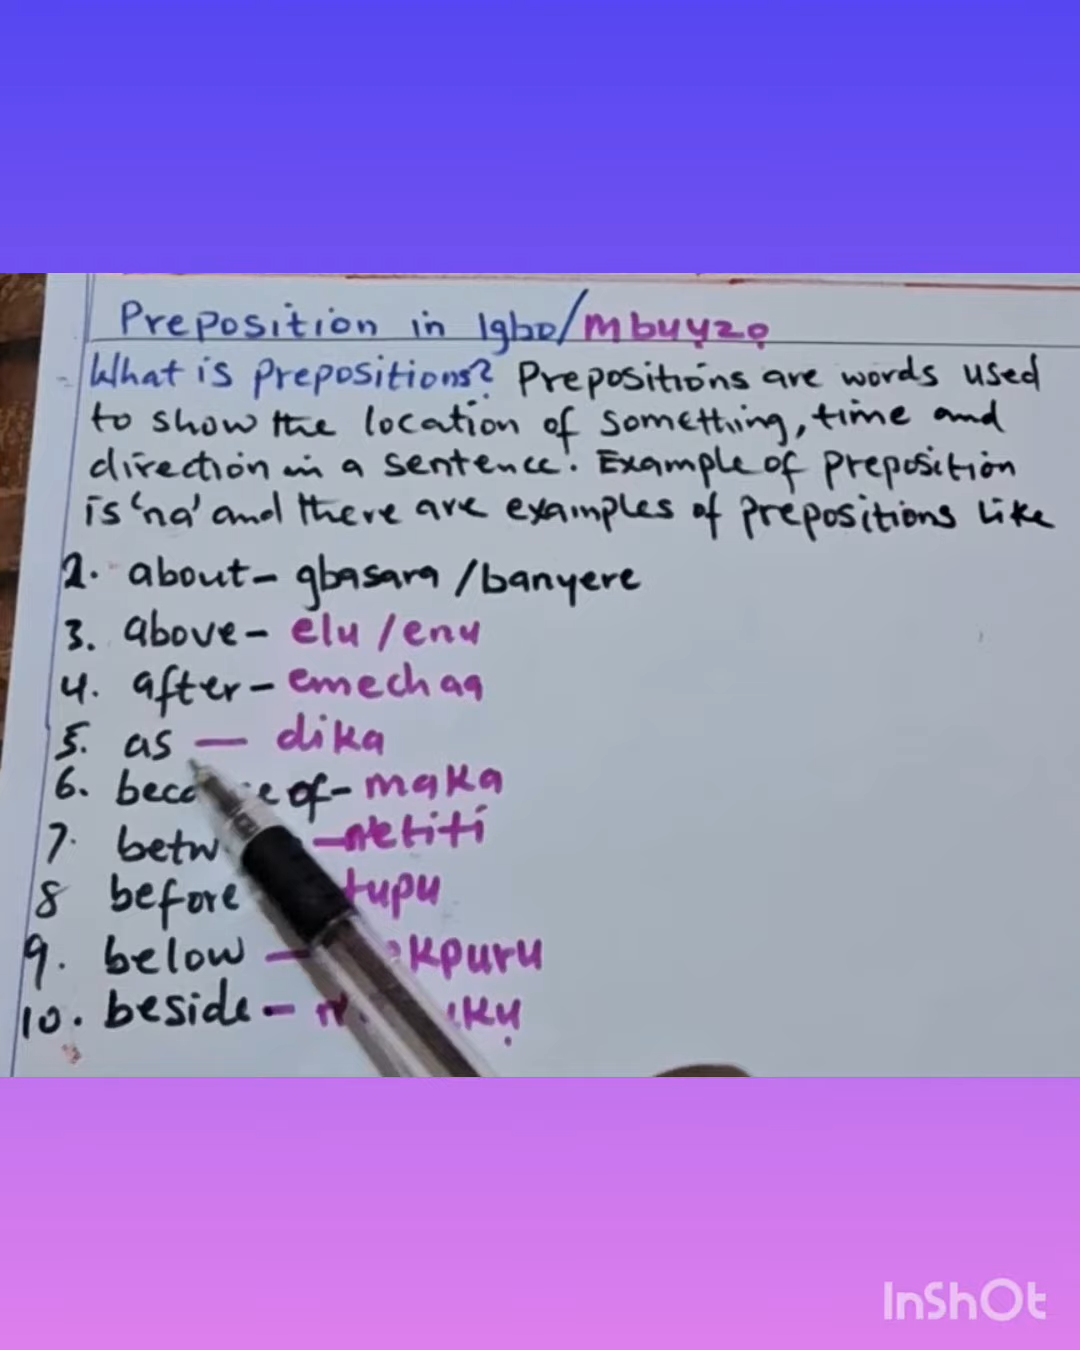 Preposition in Igbo/mbuụzọ
What is prepositions? Prepositions are words used
to show the location of something, time and
direction in a sentence. Example of preposition
is 'na' and there are examples of prepositions like
2. about - gbasara /banyere
3. above - elu /enu
4. after - emechaa
5. as - dika
6. of - maka
7. - netiti
8 before tupu
9. below -
10. beside -
InShOt